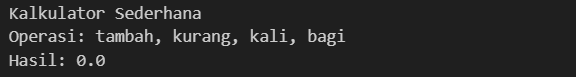 Kalkulator Sederhana
Operasi: tambah, kurang, kali, bagi
Hasil: 0.0